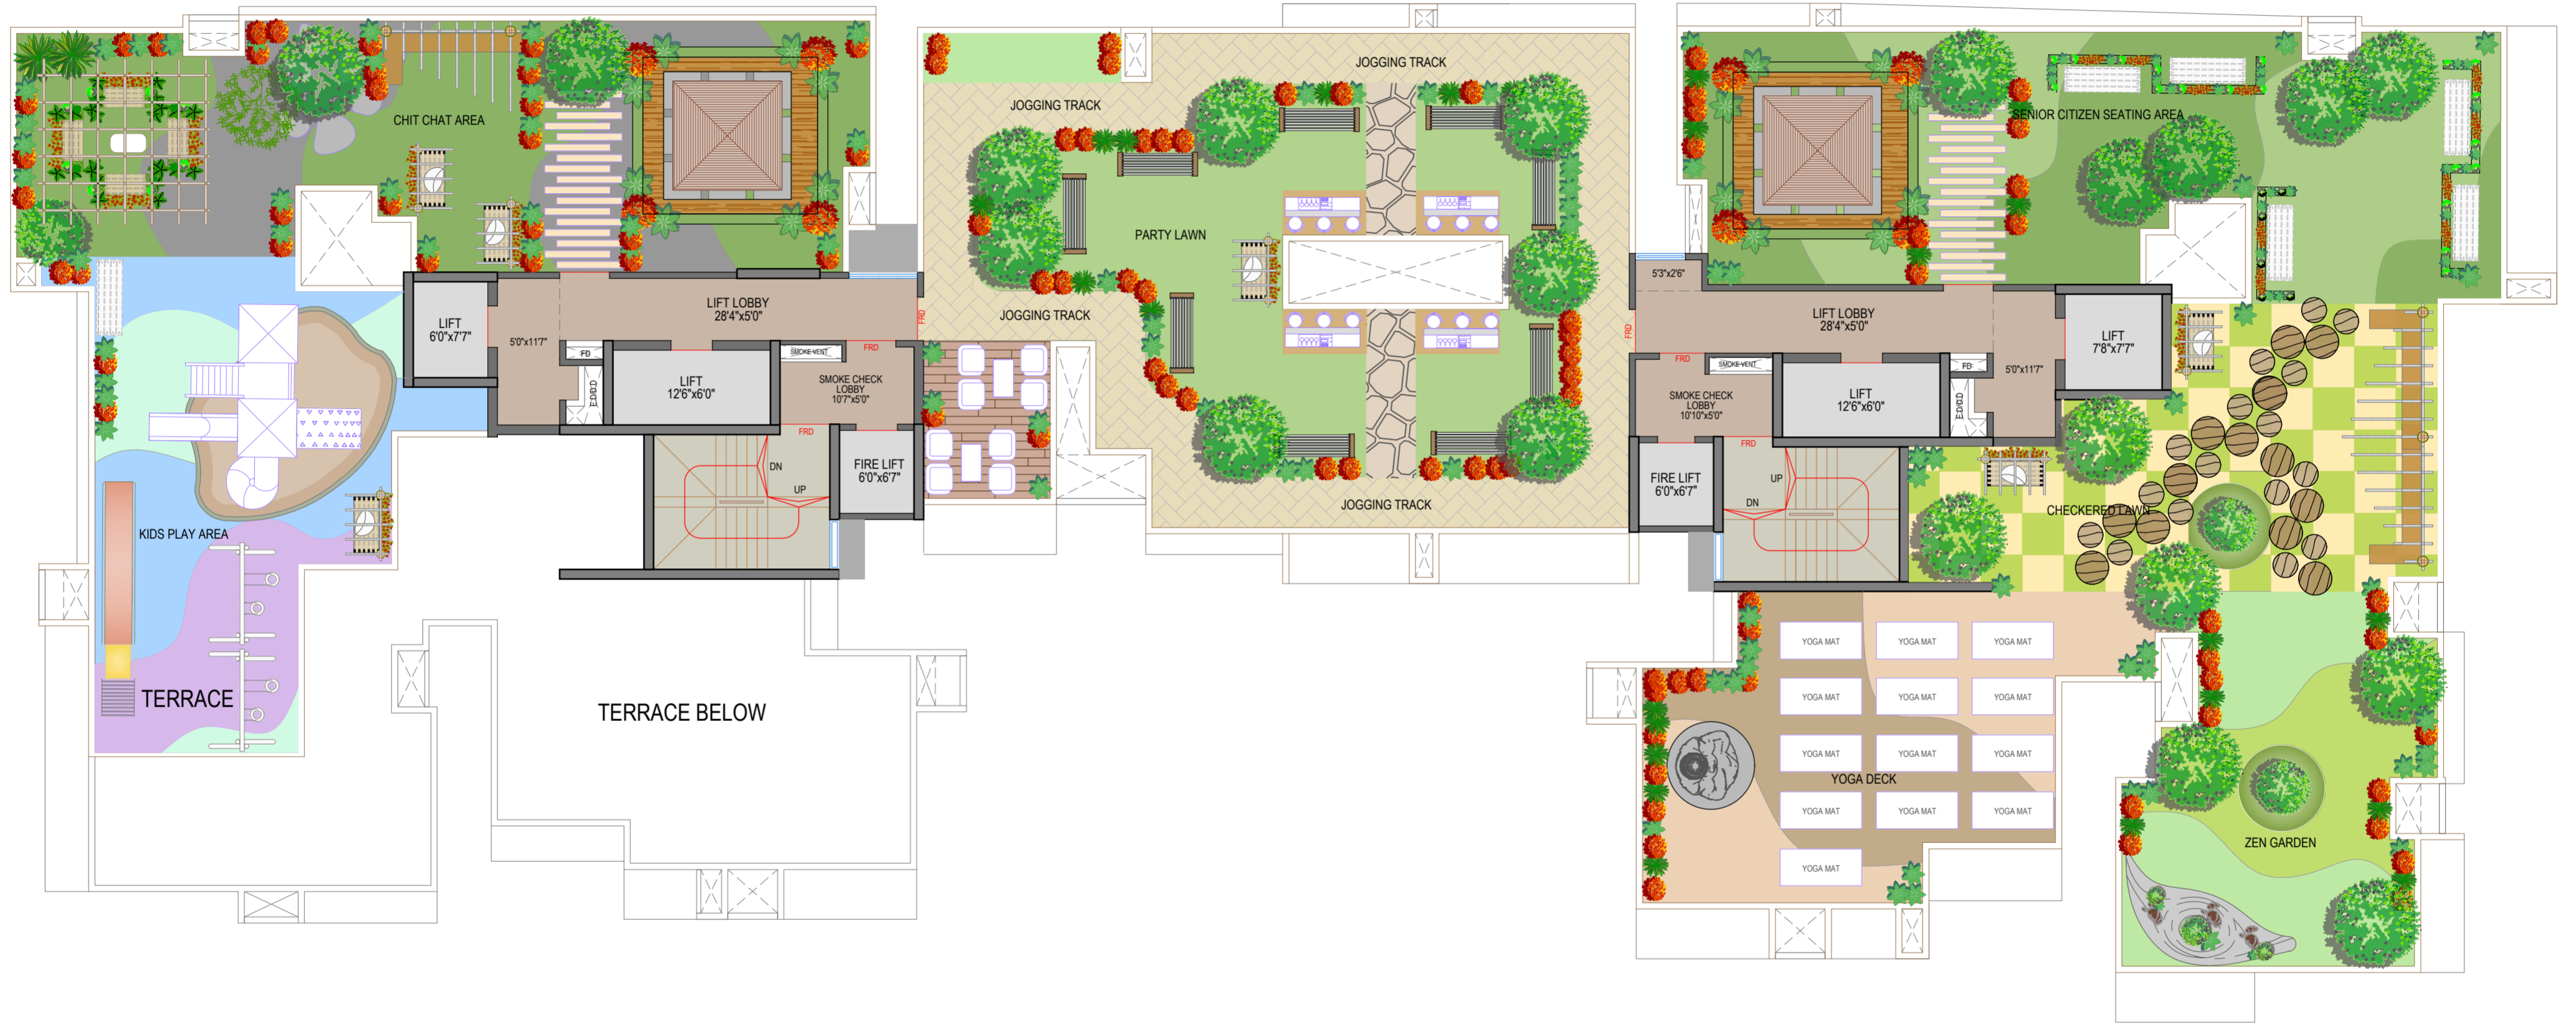 CHIT CHAT AREA
KIDS PLAY AREA
TERRACE
LIFT
6'0"x7'7"
5'0"x11'7"
LIFT LOBBY
28'4"x5'0"
FD
E.D/D.D
LIFT
12'6"x6'0"
SMOKE VENT
FRD
FRD
SMOKE CHECK
LOBBY
10'7"x5'0"
FRD
DN
UP
FIRE LIFT
6'0"x6'7"
TERRACE BELOW
JOGGING TRACK
JOGGING TRACK
PARTY LAWN
JOGGING TRACK
JOGGING TRACK
SENIOR CITIZEN SEATING AREA
5'3"x2'6"
LIFT LOBBY
28'4"x5'0"
FRD
FRD
SMOKE VENT
SMOKE CHECK
LOBBY
10'10"x5'0"
FRD
LIFT
12'6"x6'0"
FD
E.D/D.D
5'0"x11'7"
LIFT
7'8"x7'7"
FIRE LIFT
6'0"x6'7"
UP
DN
CHECKERED LAWN
YOGA MAT
YOGA MAT
YOGA MAT
YOGA MAT
YOGA MAT
YOGA MAT
YOGA MAT
YOGA MAT
YOGA MAT
YOGA DECK
YOGA MAT
YOGA MAT
YOGA MAT
YOGA MAT
ZEN GARDEN